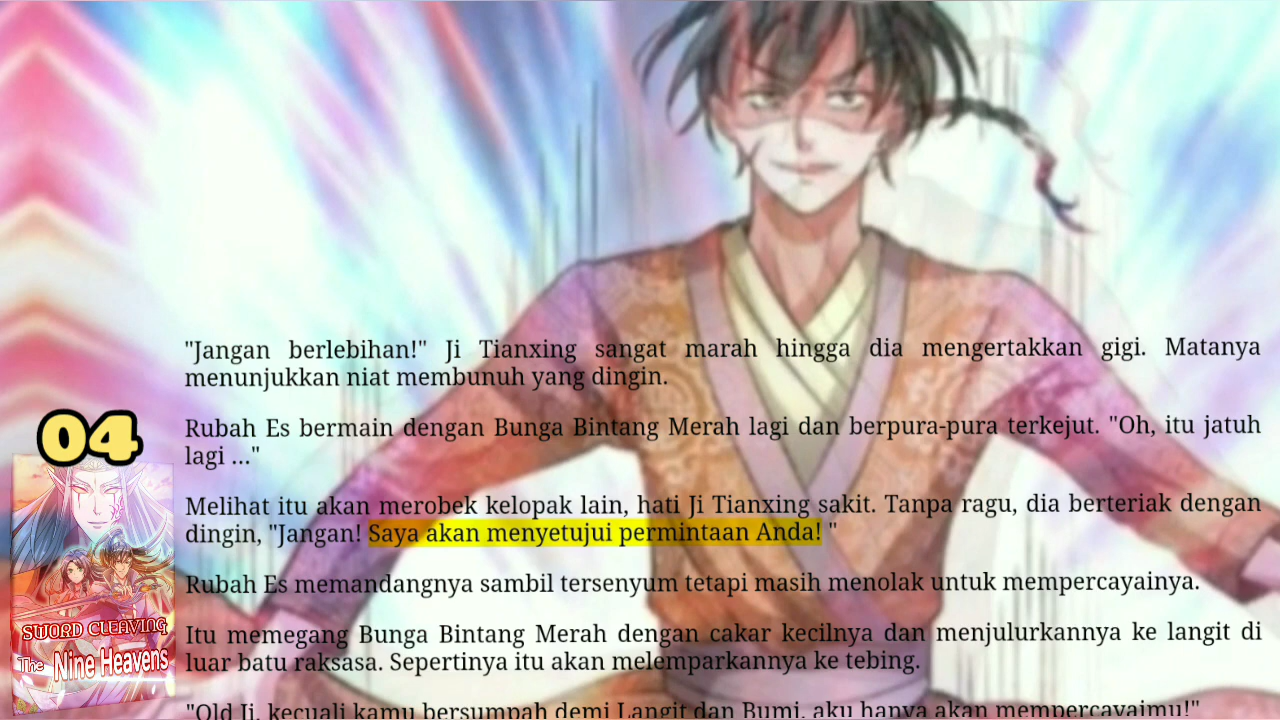 "Jangan berlebihan!" Ji Tianxing sangat marah hingga dia mengertakkan gigi. Matanya
menunjukkan niat membunuh yang dingin.
Rubah Es bermain dengan Bunga Bintang Merah lagi dan berpura-pura terkejut. "Oh, itu jatuh
lagi ..."
Melihat itu akan merobek kelopak lain, hati Ji Tianxing sakit. Tanpa ragu, dia berteriak dengan
dingin, "Jangan! Saya akan menyetujui permintaan Anda! "
Rubah Es memandangnya sambil tersenyum tetapi masih menolak untuk mempercayainya.
Itu memegang Bunga Bintang Merah dengan cakar kecilnya dan menjulurkannya ke langit di
luar batu raksasa. Sepertinya itu akan melemparkannya ke tebing.
"Old Ji, kecuali kamu bersumpah demi Langit dan Bumi, aku hanya akan mempercayaimu!"
04
SWORD CLEAVING
The Nine Heavens